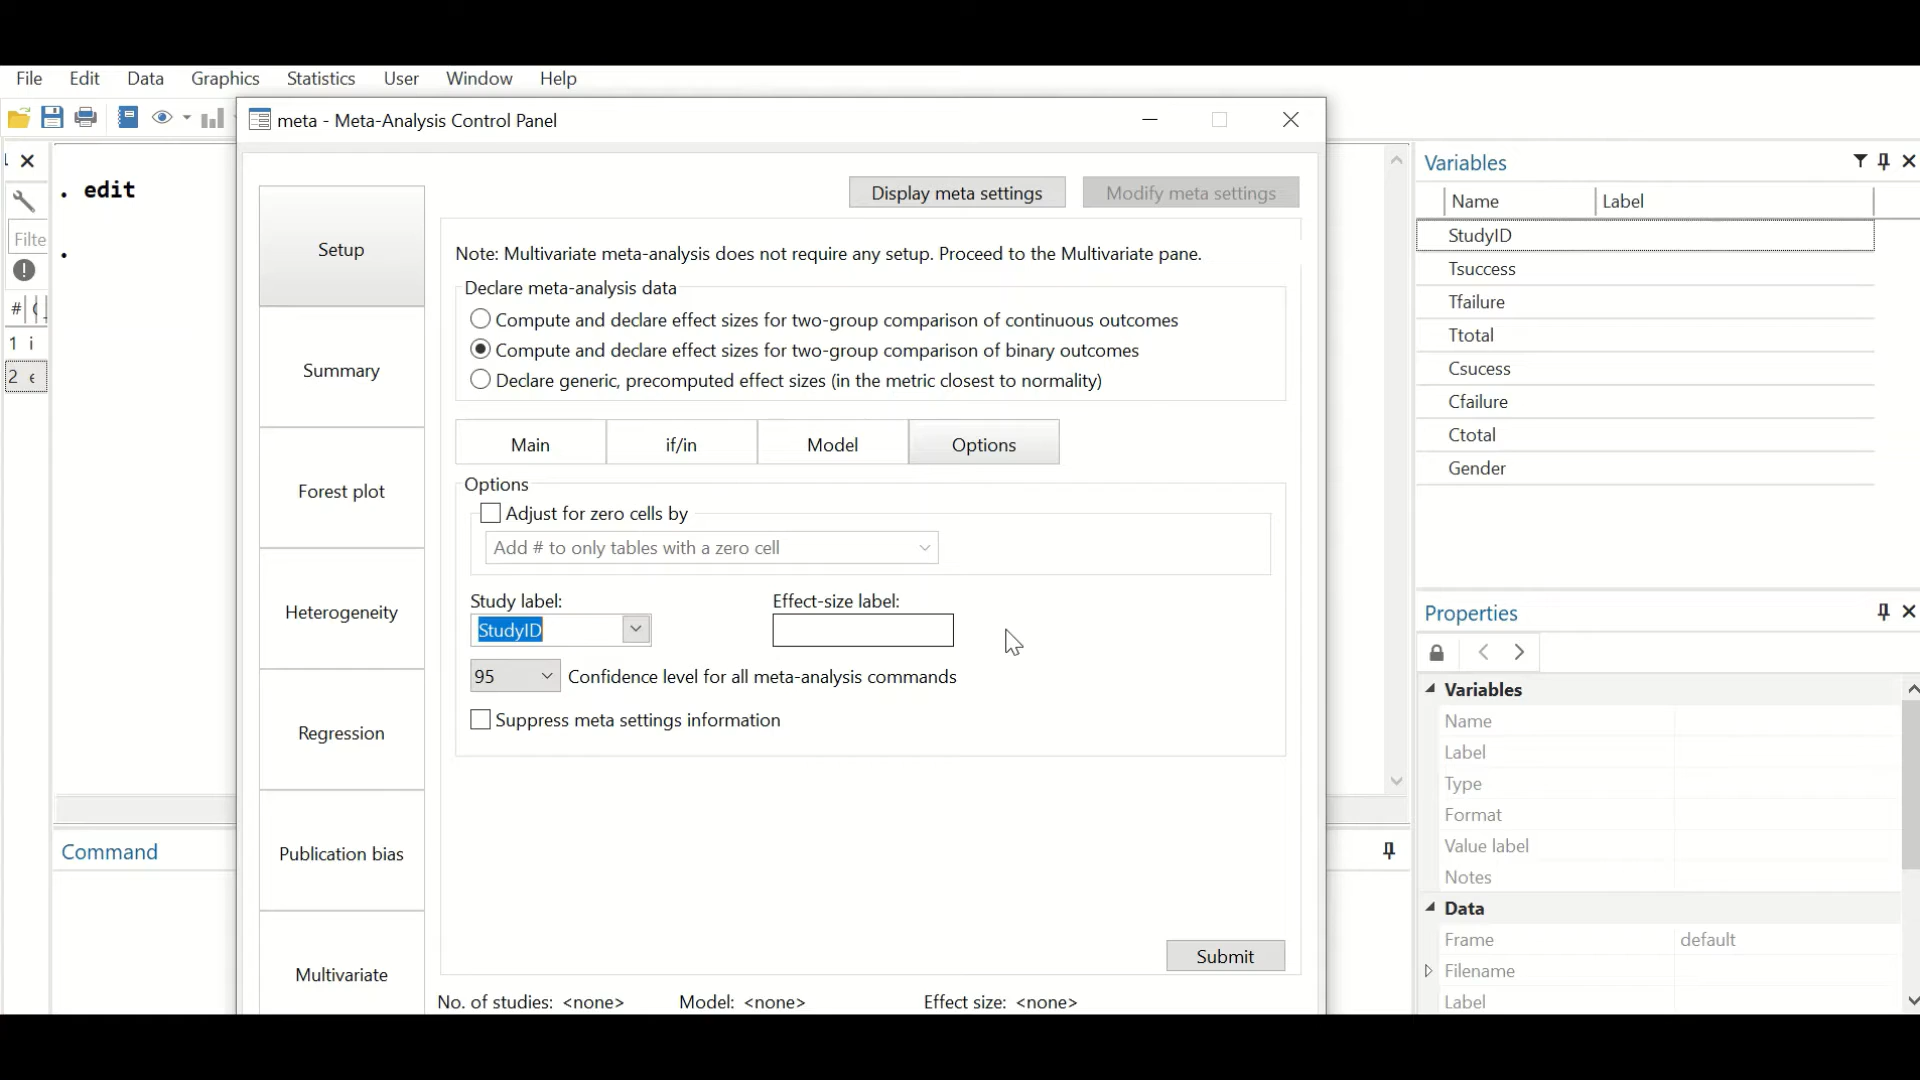 File Edit Data Graphics Statistics User Window Help
meta - Meta-Analysis Control Panel
. edit
.
Filte
# (
1 i
2 e
Command
Display meta settings Modify meta settings
Setup
Summary
Forest plot
Heterogeneity
Regression
Publication bias
Multivariate
Note: Multivariate meta-analysis does not require any setup. Proceed to the Multivariate pane.
Declare meta-analysis data
Compute and declare effect sizes for two-group comparison of continuous outcomes
Compute and declare effect sizes for two-group comparison of binary outcomes
Declare generic, precomputed effect sizes (in the metric closest to normality)
Main if/in Model Options
Options
Adjust for zero cells by
Add # to only tables with a zero cell
Study label: Effect-size label:
StudyID
95 Confidence level for all meta-analysis commands
Suppress meta settings information
Submit
No. of studies: <none> Model: <none> Effect size: <none>
Variables
Name Label
StudyID
Tsuccess
Tfailure
Ttotal
Csucess
Cfailure
Ctotal
Gender
Properties
Variables
Name
Label
Type
Format
Value label
Notes
Data
Frame default
Filename
Label